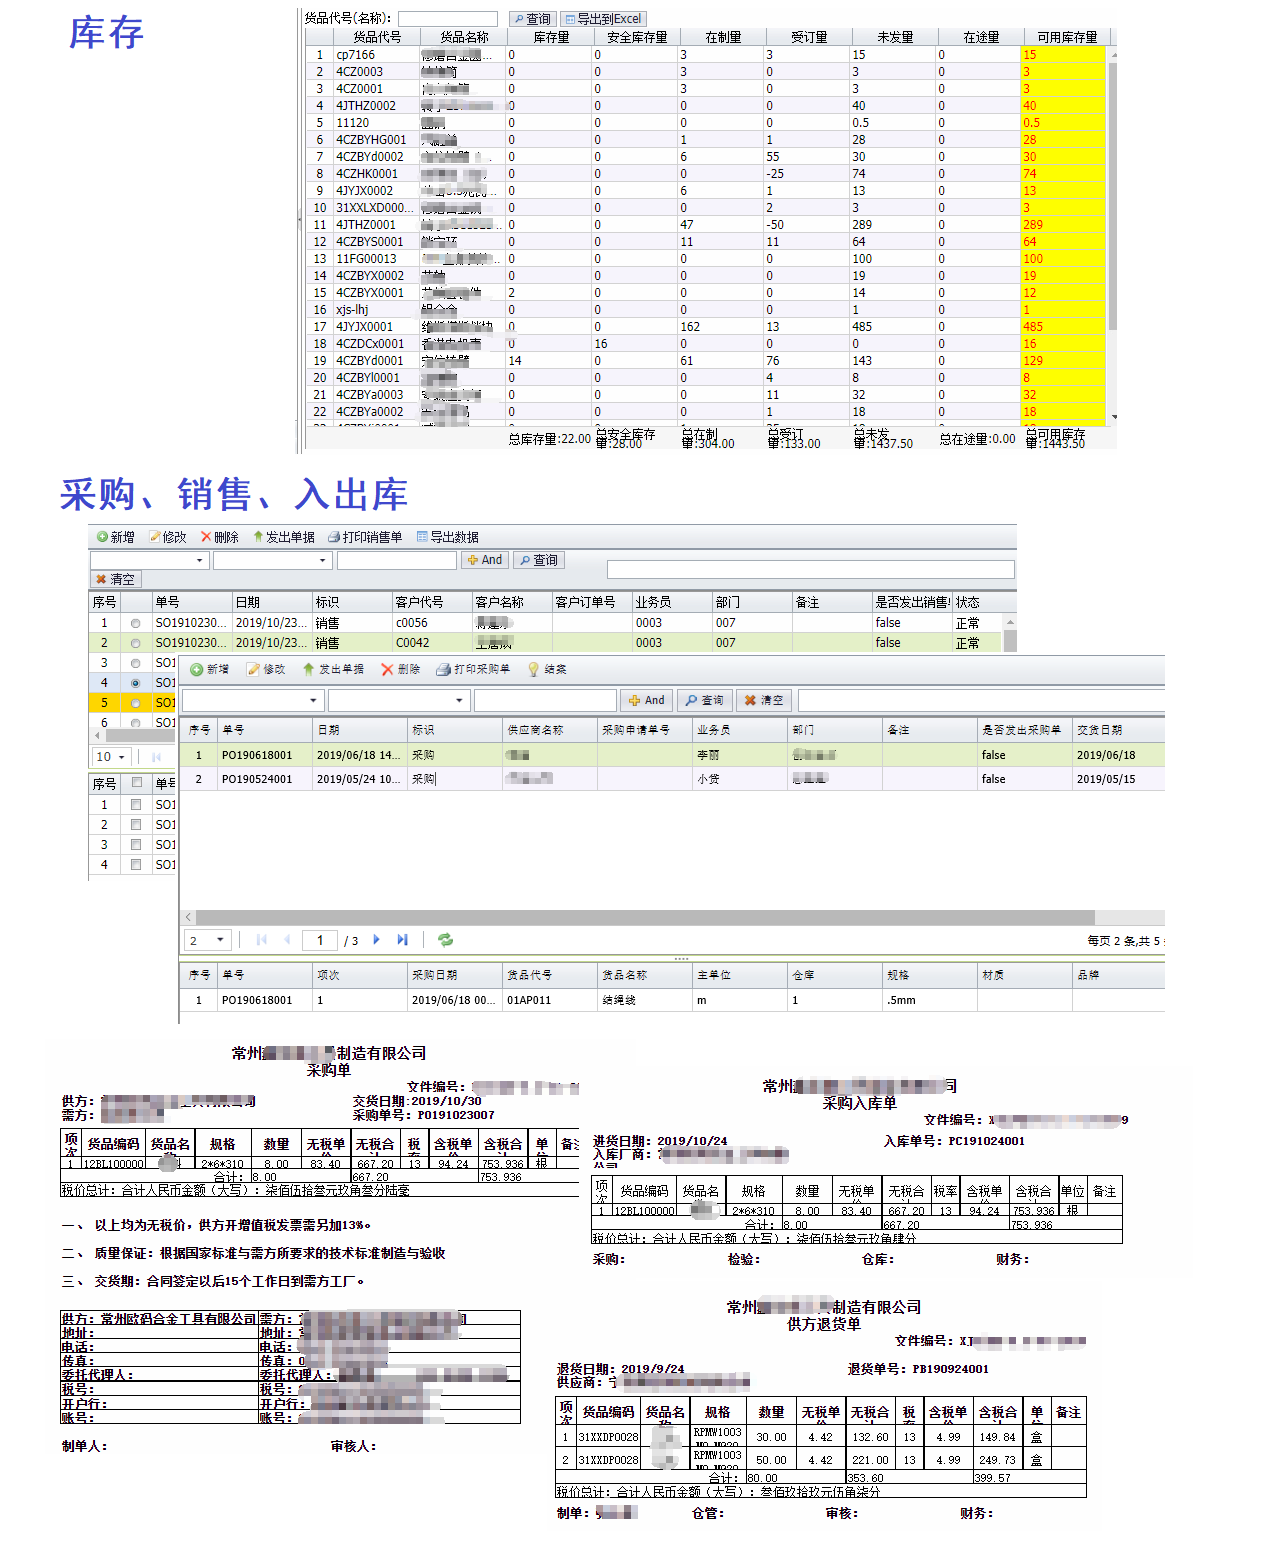 库存
货品代号(名称): 查询 导出到Excel
货品代号 货品名称 库存量 安全库存量 在制量 受订量 未发量 在途量 可用库存量
1 cp7166 0 0 3 3 15 0 15
2 4CZ0003 0 0 3 0 3 0 3
3 4CZ0001 0 0 3 0 3 0 3
4 4JTHZ0002 0 0 0 0 40 0 40
5 11120 0 0 0 0 0.5 0 0.5
6 4CZBYHG001 0 0 1 1 28 0 28
7 4CZBYd0002 0 0 6 55 30 0 30
8 4CZHK0001 0 0 0 -25 74 0 74
9 4JYJX0002 0 0 6 1 13 0 13
10 31XXLXD000... 0 0 0 2 3 0 3
11 4JTHZ0001 0 0 47 -50 289 0 289
12 4CZBYS0001 0 0 11 11 64 0 64
13 11FG00013 0 0 0 0 100 0 100
14 4CZBYX0002 0 0 0 0 19 0 19
15 4CZBYX0001 2 0 0 0 14 0 12
16 xjs-lhj 0 0 0 0 1 0 1
17 4JYJX0001 0 0 162 13 485 0 485
18 4CZDCx0001 0 16 0 0 0 0 16
19 4CZBYd0001 14 0 61 76 143 0 129
20 4CZBYl0001 0 0 0 4 8 0 8
21 4CZBYa0003 0 0 0 11 32 0 32
22 4CZBYa0002 0 0 0 1 18 0 18
总库存量:22.00 总安全库存量:28.00 总在制量:304.00 总受订量:133.00 总未发量:1437.50 总在途量:0.00 总可用库存量:1443.50
采购、销售、入出库
新增 修改 删除 发出单据 打印销售单 导出数据
And 查询
清空
序号 单号 日期 标识 客户代号 客户名称 客户订单号 业务员 部门 备注 是否发出销售 状态
1 SO1910230... 2019/10/23... 销售 c0056 0003 007 false 正常
2 SO1910230... 2019/10/23... 销售 C0042 0003 007 false 正常
3 SO1
4 SO1
5 SO1
6 SO1
10
序号 单号
1 SO1
2 SO1
3 SO1
4 SO1
新增 修改 发出单据 删除 打印采购单 结案
And 查询 清空
序号 单号 日期 标识 供应商名称 采购申请单号 业务员 部门 备注 是否发出采购单 交货日期
1 PO190618001 2019/06/18 14... 采购 李丽 false 2019/06/18
2 PO190524001 2019/05/24 10... 采购 小贷 false 2019/05/15
2 1 / 3 每页 2 条,共 5
序号 单号 项次 采购日期 货品代号 货品名称 主单位 仓库 规格 材质 品牌
1 PO190618001 1 2019/06/18 00... 01AP011 结绳线 m 1 .5mm
常州 制造有限公司
采购单
文件编号:
供方: 交货日期:2019/10/30
需方: 采购单号: PO191023007
项次 货品编码 货品名称 规格 数量 无税单价 无税合计 税率 含税单价 含税合计 单位 备注
1 12BL100000 2*6*310 8.00 83.40 667.20 13 94.24 753.936 根
合计: 8.00 667.20 753.936
税价总计: 合计人民币金额（大写）: 柒佰伍拾叁元玖角叁分陆毫
一、 以上均为无税价，供方开增值税发票需另加13%。
二、 质量保证: 根据国家标准与需方所要求的技术标准制造与验收
三、 交货期: 合同签定以后15个工作日到需方工厂。
供方: 常州欧码合金工具有限公司 需方:
地址: 地址:
电话: 电话:
传真: 传真:
委托代理人: 委托代理人:
税号: 税号:
开户行: 开户行:
账号: 账号:
制单人: 审核人:
常州 司
采购入库单
文件编号:
进货日期: 2019/10/24 入库单号: PC191024001
入库厂商:
公司
项次 货品编码 货品名称 规格 数量 无税单价 无税合计 税率 含税单价 含税合计 单位 备注
1 12BL100000 2*6*310 8.00 83.40 667.20 13 94.24 753.936 根
合计: 8.00 667.20 753.936
税价总计: 合计人民币金额（大写）: 柒佰伍拾叁元玖角肆分
采购: 检验: 仓库: 财务:
常州 制造有限公司
供方退货单
文件编号:
退货日期: 2019/9/24 退货单号: PB190924001
供应商:
项次 货品编码 货品名称 规格 数量 无税单价 无税合计 税率 含税单价 含税合计 单位 备注
1 31XXDP0028 RPMW1003 30.00 4.42 132.60 13 4.99 149.84 盒
2 31XXDP0028 RPMW1003 50.00 4.42 221.00 13 4.99 249.73 盒
合计: 80.00 353.60 399.57
税价总计: 合计人民币金额（大写）: 叁佰玖拾玖元伍角柒分
制单: 仓管: 审核: 财务: